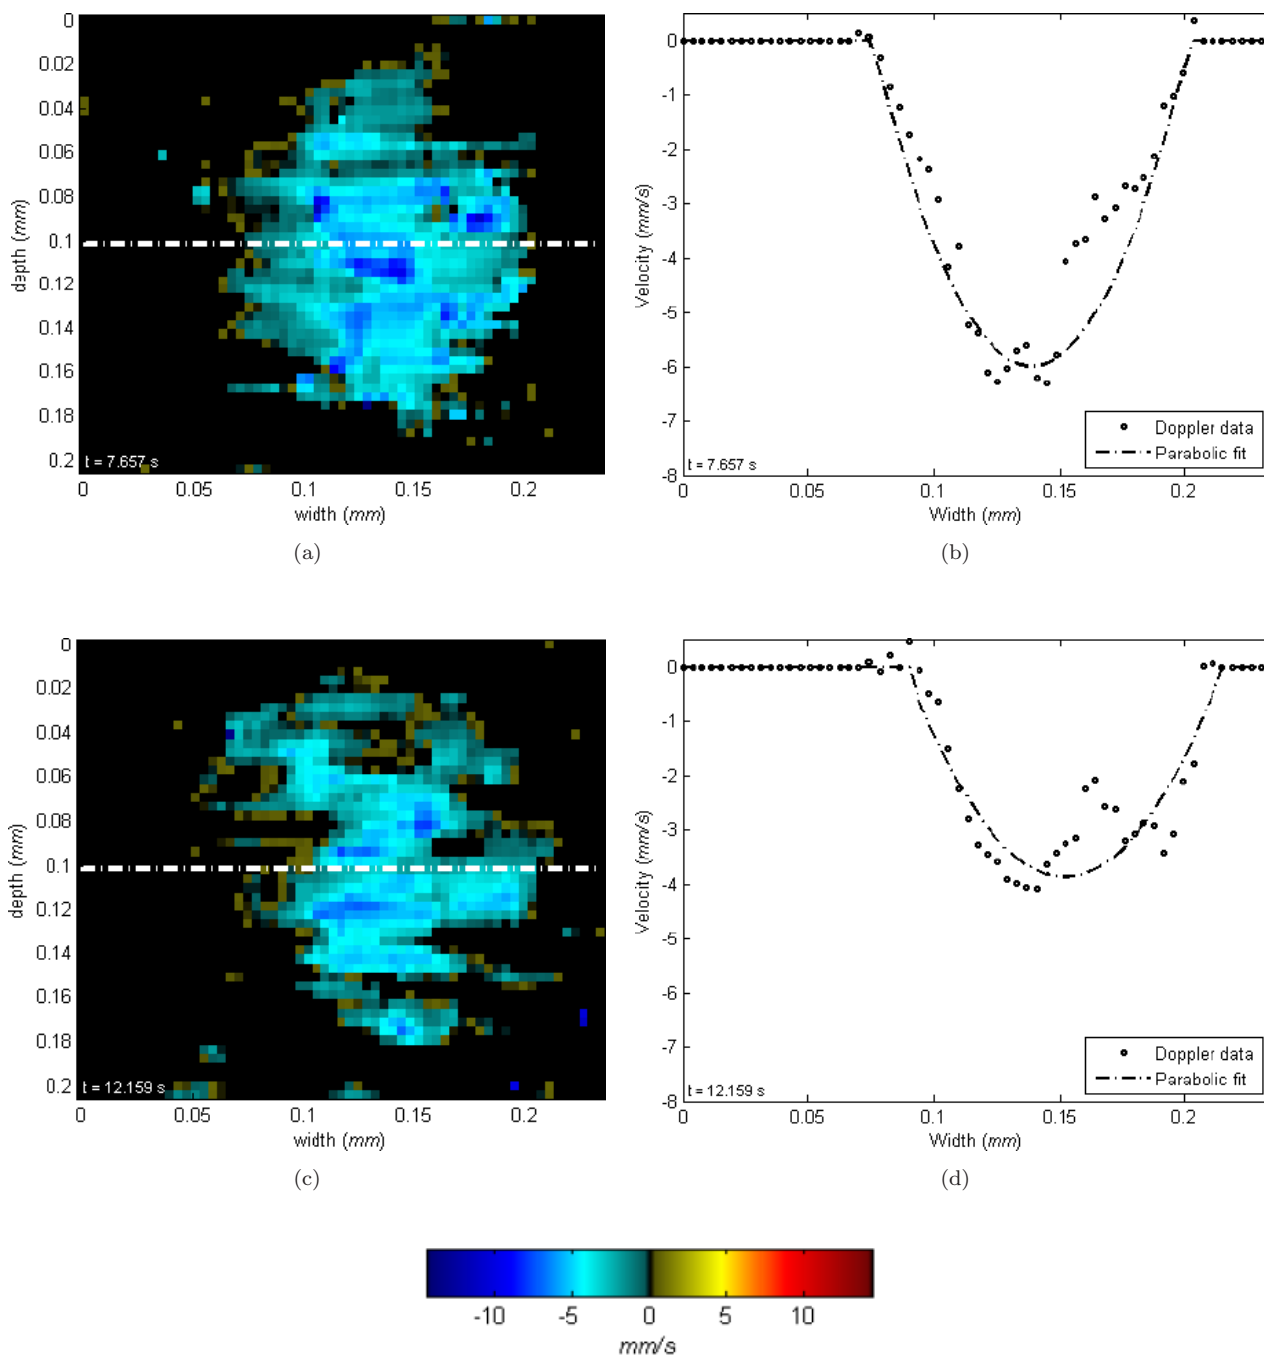 0
0.02
0.04
0.06
0.08
0.1
0.12
0.14
0.16
0.18
0.2
depth (mm)
t = 7.657 s
0 0.05 0.1 0.15 0.2
width (mm)
(a)
0
-1
-2
-3
-4
-5
-6
-7
-8
Velocity (mm/s)
Doppler data
Parabolic fit
t = 7.657 s
0 0.05 0.1 0.15 0.2
Width (mm)
(b)
0
0.02
0.04
0.06
0.08
0.1
0.12
0.14
0.16
0.18
0.2
depth (mm)
t = 12.159 s
0 0.05 0.1 0.15 0.2
width (mm)
(c)
0
-1
-2
-3
-4
-5
-6
-7
-8
Velocity (mm/s)
Doppler data
Parabolic fit
t = 12.159 s
0 0.05 0.1 0.15 0.2
Width (mm)
(d)
-10 -5 0 5 10
mm/s